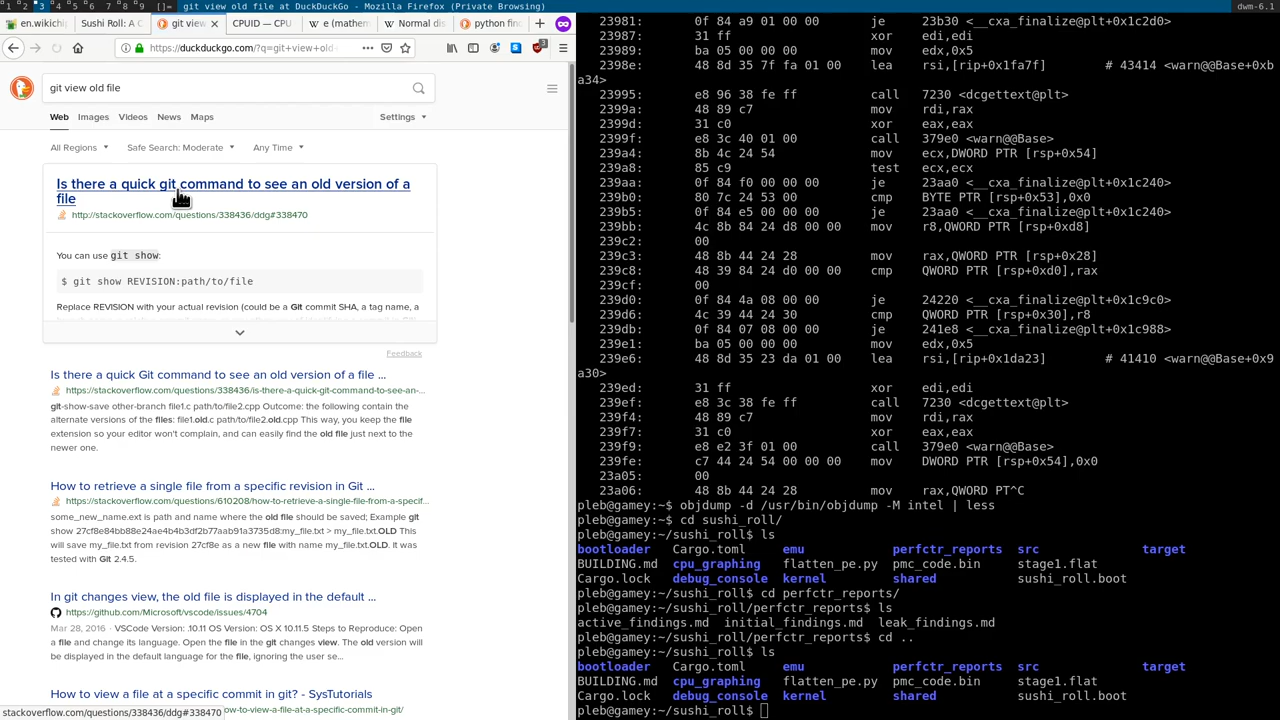 1 2 3 4 5 6 7 8 9 []= git view old file at DuckDuckGo - Mozilla Firefox (Private Browsing) dwm-6.1
en.wikich
Sushi Roll: A C
git view
CPUID — CPU
e (mathem
Normal dis
python fin
https://duckduckgo.com/?q=git+view+old+
git view old file
Web Images Videos News Maps Settings
All Regions Safe Search: Moderate Any Time
Is there a quick git command to see an old version of a
file
http://stackoverflow.com/questions/338436/ddg#338470
You can use git show:
$ git show REVISION:path/to/file
Replace REVISION with your actual revision (could be a Git commit SHA, a tag name, a
Feedback
Is there a quick Git command to see an old version of a file ...
https://stackoverflow.com/questions/338436/is-there-a-quick-git-command-to-see-an-...
git-show-save other-branch file1.c path/to/file2.cpp Outcome: the following contain the
alternate versions of the files: file1.old.c path/to/file2.old.cpp This way, you keep the file
extension so your editor won't complain, and can easily find the old file just next to the
newer one.
How to retrieve a single file from a specific revision in Git ...
https://stackoverflow.com/questions/610208/how-to-retrieve-a-single-file-from-a-specif...
some_new_name.ext is path and name where the old file should be saved; Example git
show 27cf8e84bb88e24ae4b4b3df2b77aab91a3735d8:my_file.txt > my_file.txt.OLD This
will save my_file.txt from revision 27cf8e as a new file with name my_file.txt.OLD. It was
tested with Git 2.4.5.
In git changes view, the old file is displayed in the default ...
https://github.com/Microsoft/vscode/issues/4704
Mar 28, 2016 · VSCode Version: .10.11 OS Version: OS X 10.11.5 Steps to Reproduce: Open
a file and change its language. Open the file in the git changes view. The old version
will be displayed in the default language for the file, ignoring the user se...
How to view a file at a specific commit in git? - SysTutorials
ow-to-view-a-file-at-a-specific-commit-in-git/
stackoverflow.com/questions/338436/ddg#338470
23981: 0f 84 a9 01 00 00 je 23b30 <__cxa_finalize@plt+0x1c2d0>
23987: 31 ff xor edi,edi
23989: ba 05 00 00 00 mov edx,0x5
2398e: 48 8d 35 7f fa 01 00 lea rsi,[rip+0x1fa7f] # 43414 <warn@@Base+0xb
a34>
23995: e8 96 38 fe ff call 7230 <dcgettext@plt>
2399a: 48 89 c7 mov rdi,rax
2399d: 31 c0 xor eax,eax
2399f: e8 3c 40 01 00 call 379e0 <warn@@Base>
239a4: 8b 4c 24 54 mov ecx,DWORD PTR [rsp+0x54]
239a8: 85 c9 test ecx,ecx
239aa: 0f 84 f0 00 00 00 je 23aa0 <__cxa_finalize@plt+0x1c240>
239b0: 80 7c 24 53 00 cmp BYTE PTR [rsp+0x53],0x0
239b5: 0f 84 e5 00 00 00 je 23aa0 <__cxa_finalize@plt+0x1c240>
239bb: 4c 8b 84 24 d8 00 00 mov r8,QWORD PTR [rsp+0xd8]
239c2: 00
239c3: 48 8b 44 24 28 mov rax,QWORD PTR [rsp+0x28]
239c8: 48 39 84 24 d0 00 00 cmp QWORD PTR [rsp+0xd0],rax
239cf: 00
239d0: 0f 84 4a 08 00 00 je 24220 <__cxa_finalize@plt+0x1c9c0>
239d6: 4c 39 44 24 30 cmp QWORD PTR [rsp+0x30],r8
239db: 0f 84 07 08 00 00 je 241e8 <__cxa_finalize@plt+0x1c988>
239e1: ba 05 00 00 00 mov edx,0x5
239e6: 48 8d 35 23 da 01 00 lea rsi,[rip+0x1da23] # 41410 <warn@@Base+0x9
a30>
239ed: 31 ff xor edi,edi
239ef: e8 3c 38 fe ff call 7230 <dcgettext@plt>
239f4: 48 89 c7 mov rdi,rax
239f7: 31 c0 xor eax,eax
239f9: e8 e2 3f 01 00 call 379e0 <warn@@Base>
239fe: c7 44 24 54 00 00 00 mov DWORD PTR [rsp+0x54],0x0
23a05: 00
23a06: 48 8b 44 24 28 mov rax,QWORD PT^C
pleb@gamey:~$ objdump -d /usr/bin/objdump -M intel | less
pleb@gamey:~$ cd sushi_roll/
pleb@gamey:~/sushi_roll$ ls
bootloader Cargo.toml emu perfctr_reports src target
BUILDING.md cpu_graphing flatten_pe.py pmc_code.bin stage1.flat
Cargo.lock debug_console kernel shared sushi_roll.boot
pleb@gamey:~/sushi_roll$ cd perfctr_reports/
pleb@gamey:~/sushi_roll/perfctr_reports$ ls
active_findings.md initial_findings.md leak_findings.md
pleb@gamey:~/sushi_roll/perfctr_reports$ cd ..
pleb@gamey:~/sushi_roll$ ls
bootloader Cargo.toml emu perfctr_reports src target
BUILDING.md cpu_graphing flatten_pe.py pmc_code.bin stage1.flat
Cargo.lock debug_console kernel shared sushi_roll.boot
pleb@gamey:~/sushi_roll$